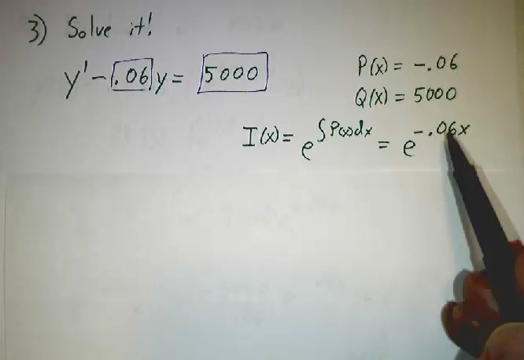 3) Solve it!
y' - .06 y = 5000
P(x) = -.06
Q(x) = 5000
I(x) = e^∫P(x)dx = e^-.06x